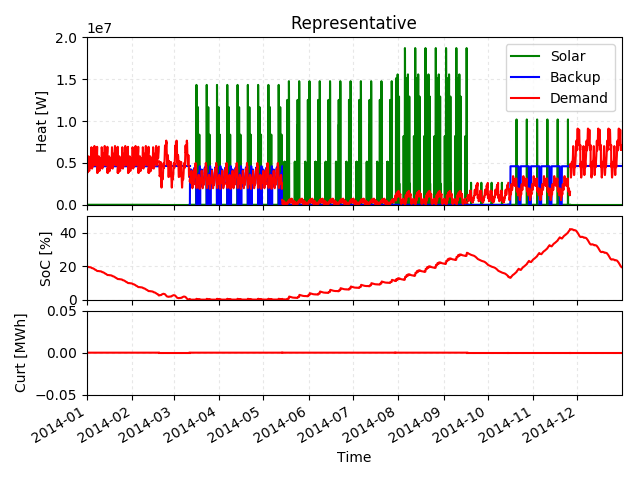 Representative
1e7
2.0
1.5
1.0
0.5
0.0
Heat [W]
Solar
Backup
Demand
40
20
0
SoC [%]
0.05
0.00
−0.05
Curt [MWh]
2014-01
2014-02
2014-03
2014-04
2014-05
2014-06
2014-07
2014-08
2014-09
2014-10
2014-11
2014-12
Time